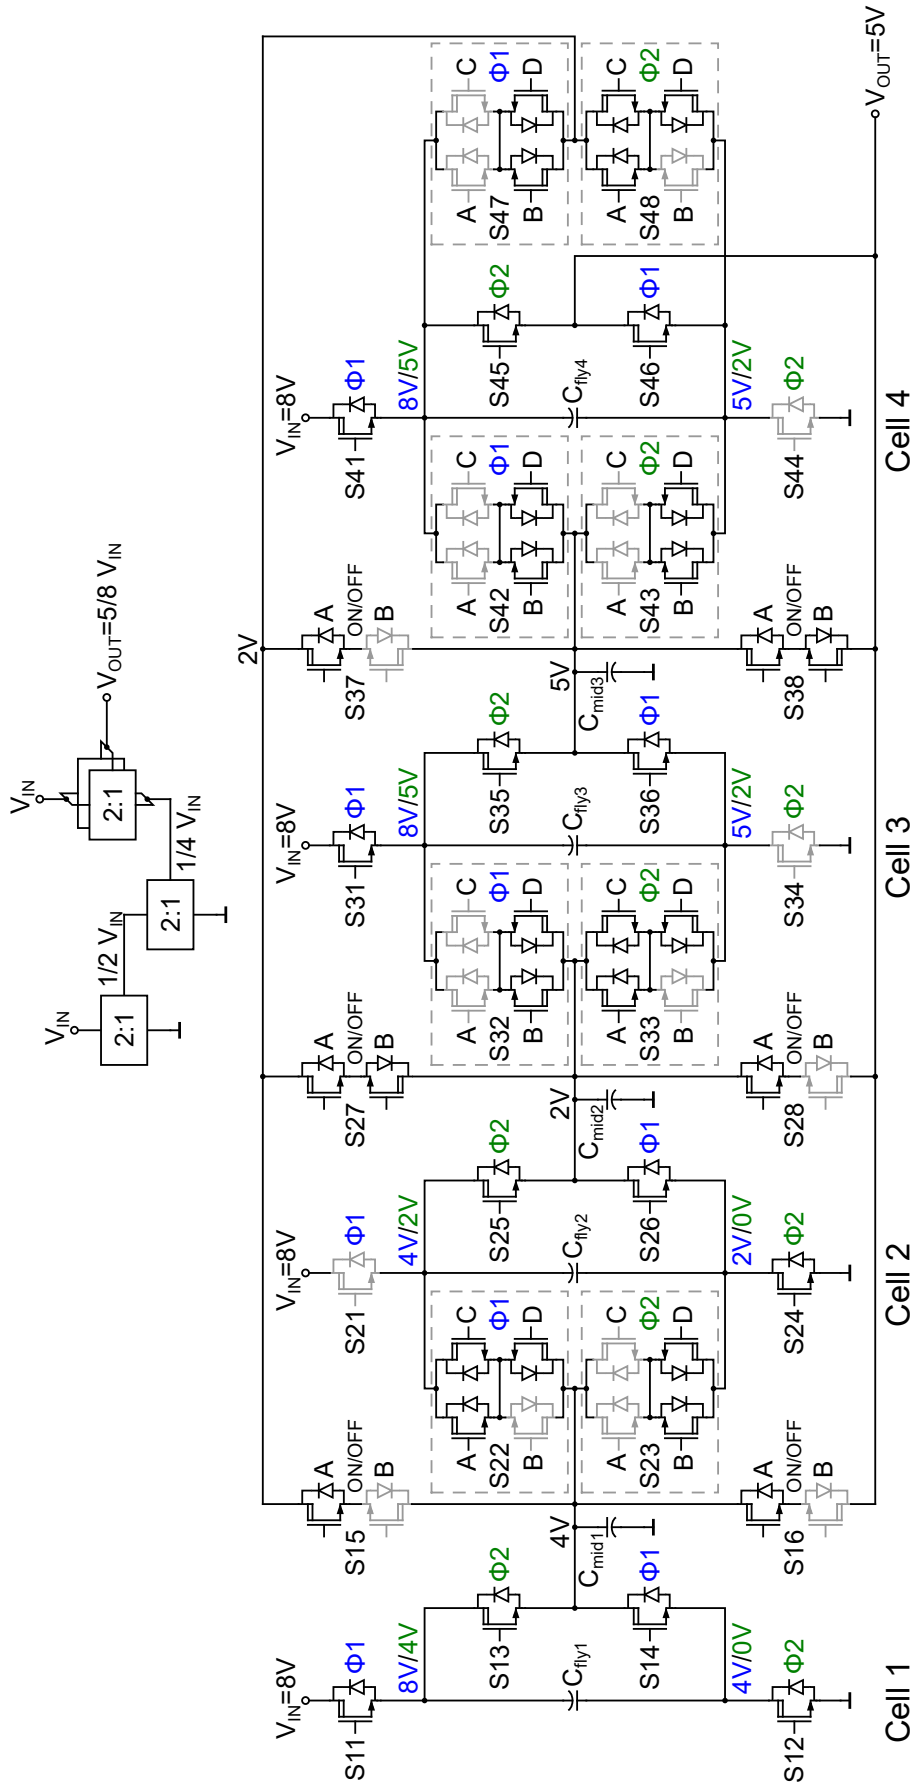 V_IN
V_IN
1/2 V_IN
2:1
2:1
2:1
1/4 V_IN
V_OUT=5/8 V_IN
2V
V_IN=8V
S11
Φ1
8V/4V
S13
Φ2
C_fly1
S14
Φ1
4V/0V
S12
Φ2
Cell 1
S15
A
ON/OFF
B
4V
C_mid1
S16
A
ON/OFF
B
V_IN=8V
S21
Φ1
4V/2V
A
S22
B
C
Φ1
D
A
S23
B
C
Φ2
D
S25
Φ2
C_fly2
S26
Φ1
2V/0V
S24
Φ2
Cell 2
S27
A
ON/OFF
B
2V
C_mid2
S28
A
ON/OFF
B
V_IN=8V
S31
Φ1
8V/5V
A
S32
B
C
Φ1
D
A
S33
B
C
Φ2
D
S35
Φ2
C_fly3
S36
Φ1
5V/2V
S34
Φ2
Cell 3
S37
A
ON/OFF
B
5V
C_mid3
S38
A
ON/OFF
B
V_IN=8V
S41
Φ1
8V/5V
A
S42
B
C
Φ1
D
A
S43
B
C
Φ2
D
S45
Φ2
C_fly4
S46
Φ1
5V/2V
S44
Φ2
Cell 4
A
S47
B
C
Φ1
D
A
S48
B
C
Φ2
D
V_OUT=5V